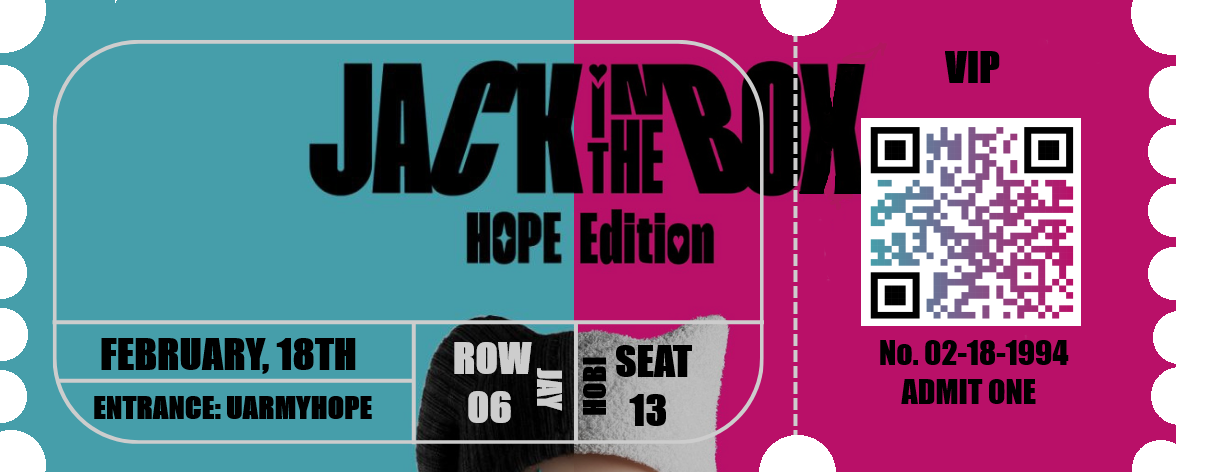 JACK iN THE BOX
HOPE Edition
FEBRUARY, 18TH
ENTRANCE: UARMYHOPE
ROW
06
JAY
HOBI
SEAT
13
VIP
No. 02-18-1994
ADMIT ONE